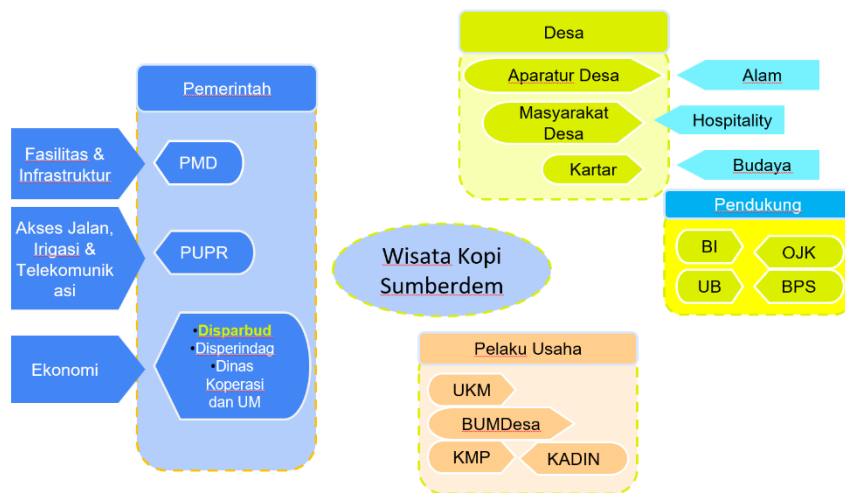 Pemerintah
Fasilitas &
Infrastruktur
PMD
Akses Jalan,
Irigasi &
Telekomunik
asi
PUPR
Ekonomi
•Disparbud
•Disperindag
•Dinas
Koperasi
dan UM
Wisata Kopi
Sumberdem
Desa
Aparatur Desa
Alam
Masyarakat
Desa
Hospitality
Kartar
Budaya
Pendukung
BI
OJK
UB
BPS
Pelaku Usaha
UKM
BUMDesa
KMP
KADIN